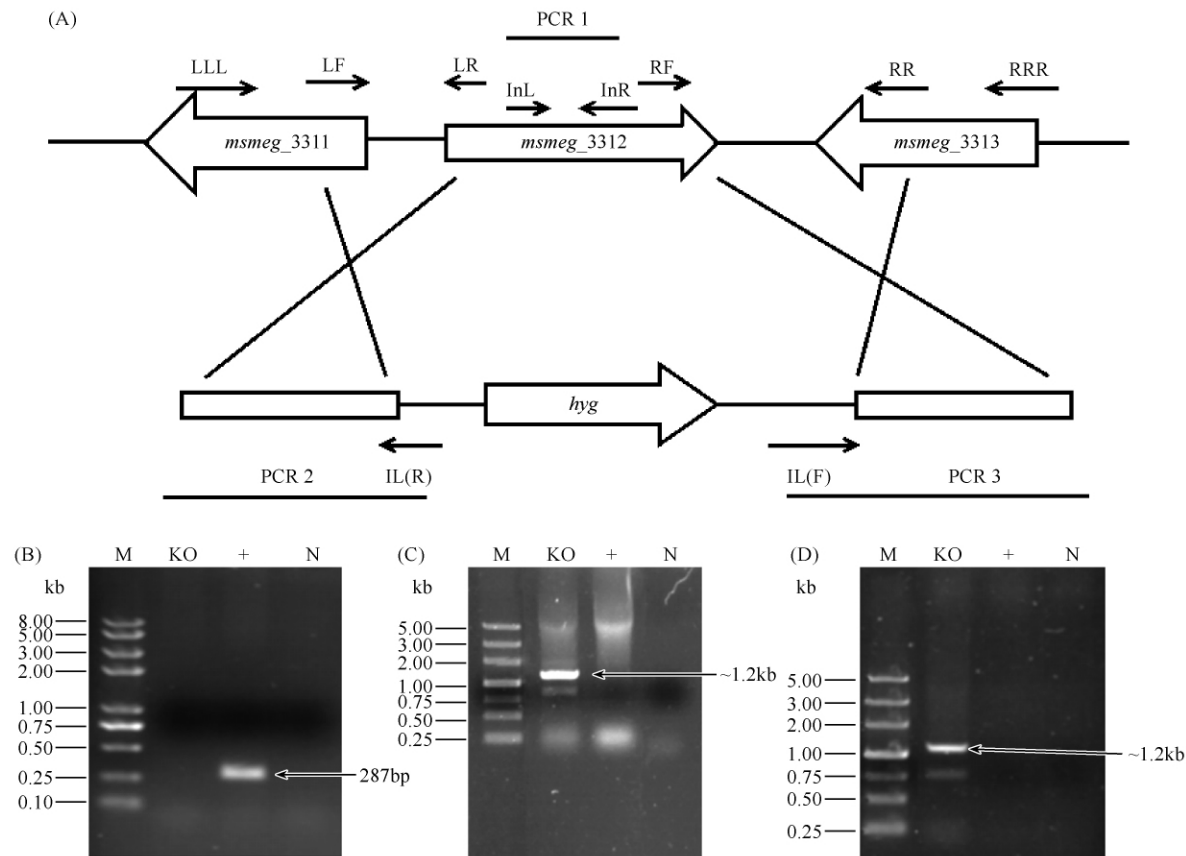 (A)
PCR 1
LLL LF LR RF RR RRR
InL InR
msmeg_3311 msmeg_3312 msmeg_3313
hyg
PCR 2 IL(R) IL(F) PCR 3
(B) M KO + N
kb
8.00
5.00
3.00
2.00
1.00
0.75
0.50
0.25
0.10
287bp
(C) M KO + N
kb
5.00
3.00
2.00
1.00
0.75
0.50
0.25
~1.2kb
(D) M KO + N
kb
5.00
3.00
2.00
1.00
0.75
0.50
0.25
~1.2kb